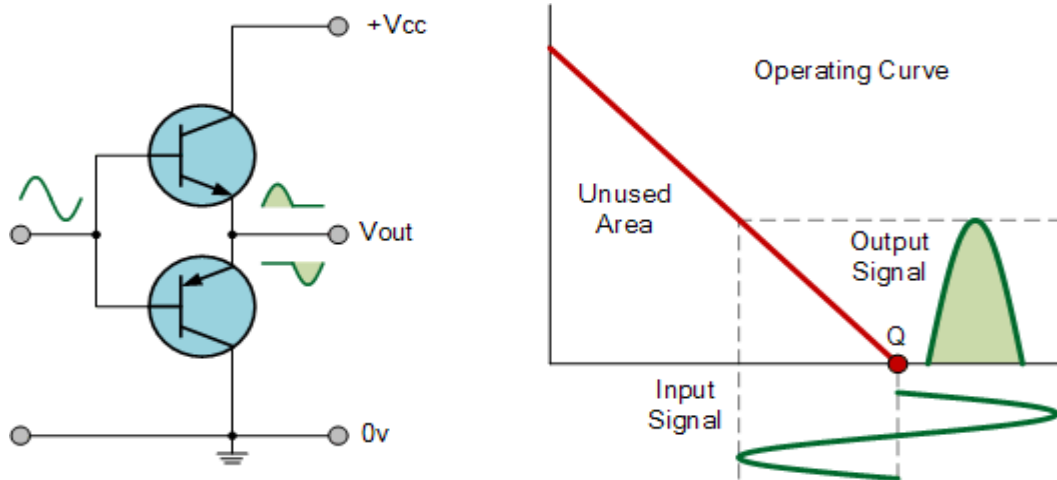 +Vcc
Vout
0v
Operating Curve
Unused
Area
Output
Signal
Q
Input
Signal